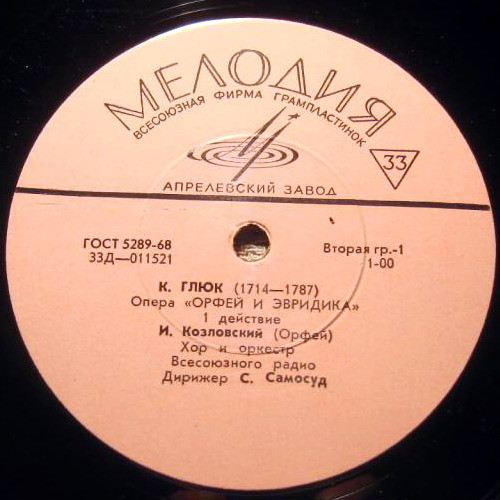 МЕЛОДИЯ
ВСЕСОЮЗНАЯ ФИРМА ГРАМПЛАСТИНОК
33
АПРЕЛЕВСКИЙ ЗАВОД
ГОСТ 5289-68
33Д—011521
Вторая гр.-1
1-00
К. ГЛЮК (1714—1787)
Опера «ОРФЕЙ И ЭВРИДИКА»
1 действие
И. Козловский (Орфей)
Хор и оркестр
Всесоюзного радио
Дирижер С. Самосуд